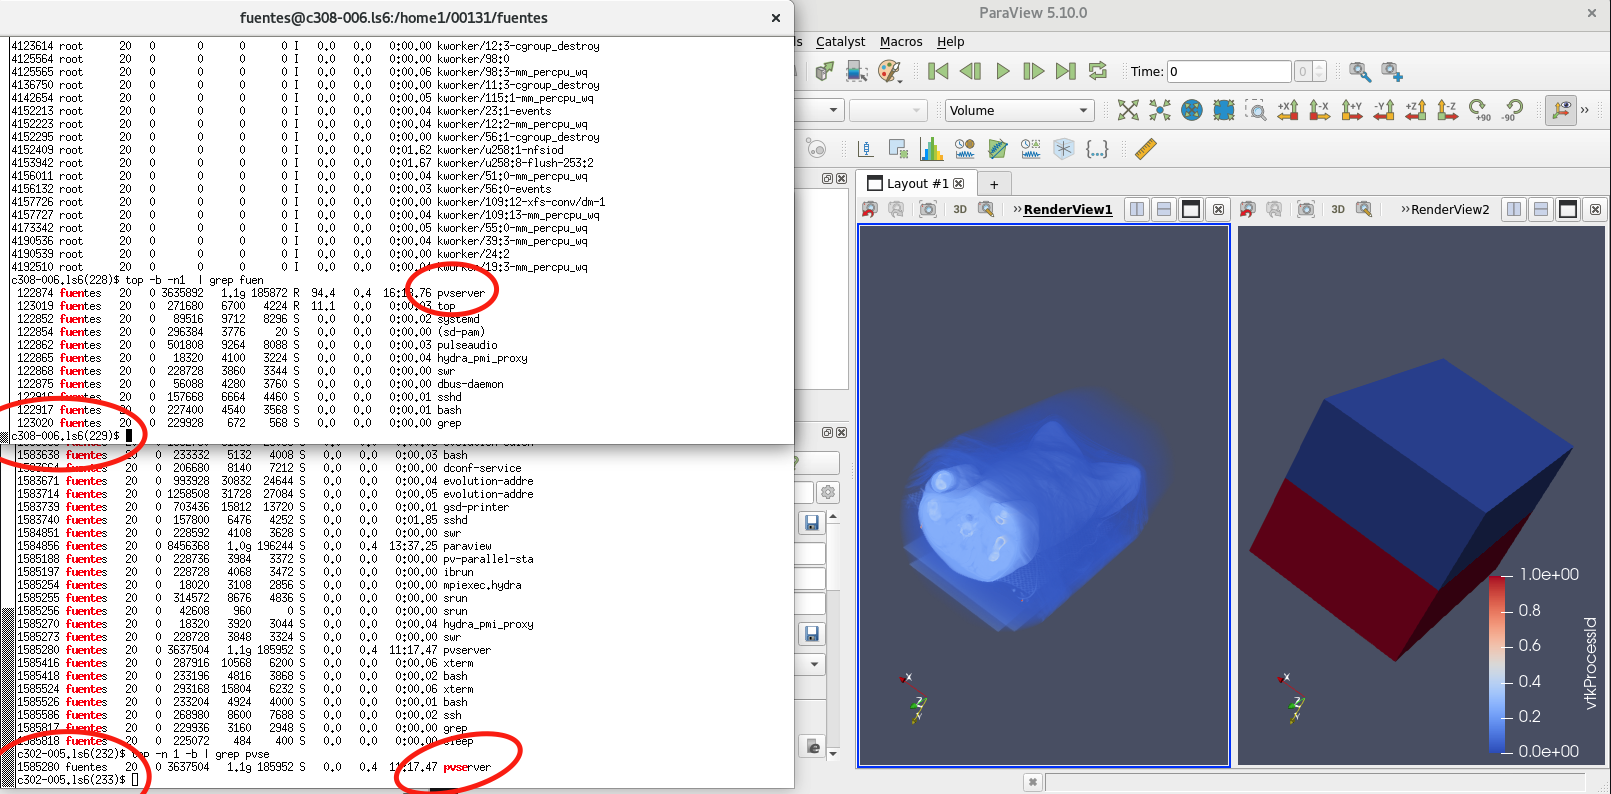 fuentes@c308-006.ls6:/home1/00131/fuentes
4123614 root 20 0 0 0 0 I 0.0 0.0 0:00.00 kworker/12:3-cgroup_destroy
4125564 root 20 0 0 0 0 I 0.0 0.0 0:00.00 kworker/98:0
4125565 root 20 0 0 0 0 I 0.0 0.0 0:00.06 kworker/98:3-mm_percpu_wq
4136750 root 20 0 0 0 0 I 0.0 0.0 0:00.00 kworker/11:3-cgroup_destroy
4142654 root 20 0 0 0 0 I 0.0 0.0 0:00.05 kworker/115:1-mm_percpu_wq
4152213 root 20 0 0 0 0 I 0.0 0.0 0:00.04 kworker/23:1-events
4152223 root 20 0 0 0 0 I 0.0 0.0 0:00.04 kworker/12:2-mm_percpu_wq
4152295 root 20 0 0 0 0 I 0.0 0.0 0:00.00 kworker/56:1-cgroup_destroy
4152409 root 20 0 0 0 0 I 0.0 0.0 0:01.62 kworker/u258:1-nfsiod
4153942 root 20 0 0 0 0 I 0.0 0.0 0:01.67 kworker/u258:8-flush-253:2
4156011 root 20 0 0 0 0 I 0.0 0.0 0:00.04 kworker/51:0-mm_percpu_wq
4156132 root 20 0 0 0 0 I 0.0 0.0 0:00.03 kworker/56:0-events
4157726 root 20 0 0 0 0 I 0.0 0.0 0:00.00 kworker/109:12-xfs-conv/dm-1
4157727 root 20 0 0 0 0 I 0.0 0.0 0:00.04 kworker/109:13-mm_percpu_wq
4173342 root 20 0 0 0 0 I 0.0 0.0 0:00.05 kworker/55:0-mm_percpu_wq
4190536 root 20 0 0 0 0 I 0.0 0.0 0:00.04 kworker/39:3-mm_percpu_wq
4190539 root 20 0 0 0 0 I 0.0 0.0 0:00.00 kworker/24:2
4192510 root 20 0 0 0 0 I 0.0 0.0 0:00.04 kworker/19:3-mm_percpu_wq
c308-006.ls6(228)$ top -b -n1 | grep fuen
122874 fuentes 20 0 3635892 1.1g 185872 R 94.4 0.4 pvserver
123019 fuentes 20 0 271680 6700 4224 R 11.1 0.0 0:00.03 top
122852 fuentes 20 0 89516 9712 8296 S 0.0 0.0 0:00.02 systemd
122854 fuentes 20 0 296384 3776 20 S 0.0 0.0 0:00.00 (sd-pam)
122862 fuentes 20 0 501808 9264 8088 S 0.0 0.0 0:00.03 pulseaudio
122865 fuentes 20 0 18320 4100 3224 S 0.0 0.0 0:00.04 hydra_pmi_proxy
122868 fuentes 20 0 228728 3860 3344 S 0.0 0.0 0:00.00 swr
122875 fuentes 20 0 56088 4280 3760 S 0.0 0.0 0:00.00 dbus-daemon
122916 fuentes 20 0 157668 6664 4460 S 0.0 0.0 0:00.01 sshd
122917 fuentes 20 0 227400 4540 3568 S 0.0 0.0 0:00.01 bash
123020 fuentes 20 0 229928 672 568 S 0.0 0.0 0:00.00 grep
c308-006.ls6(229)$
1583638 fuentes 20 0 233332 5132 4008 S 0.0 0.0 0:00.03 bash
1583664 fuentes 20 0 206680 8140 7212 S 0.0 0.0 0:00.00 dconf-service
1583671 fuentes 20 0 993928 30832 24644 S 0.0 0.0 0:00.04 evolution-addre
1583714 fuentes 20 0 1258508 31728 27084 S 0.0 0.0 0:00.05 evolution-addre
1583739 fuentes 20 0 703436 15812 13720 S 0.0 0.0 0:00.01 gsd-printer
1583740 fuentes 20 0 157800 6476 4252 S 0.0 0.0 0:01.85 sshd
1584851 fuentes 20 0 228592 4108 3628 S 0.0 0.0 0:00.00 swr
1584856 fuentes 20 0 8456368 1.0g 196244 S 0.0 0.4 13:37.25 paraview
1585188 fuentes 20 0 228736 3984 3372 S 0.0 0.0 0:00.00 pv-parallel-sta
1585197 fuentes 20 0 228728 4068 3472 S 0.0 0.0 0:00.00 ibrun
1585254 fuentes 20 0 18020 3108 2856 S 0.0 0.0 0:00.00 mpiexec.hydra
1585255 fuentes 20 0 314572 8676 4836 S 0.0 0.0 0:00.01 srun
1585256 fuentes 20 0 42608 960 0 S 0.0 0.0 0:00.00 srun
1585270 fuentes 20 0 18320 3920 3044 S 0.0 0.0 0:00.04 hydra_pmi_proxy
1585273 fuentes 20 0 228728 3848 3324 S 0.0 0.0 0:00.00 swr
1585280 fuentes 20 0 3637504 1.1g 185952 S 0.0 0.4 11:17.47 pvserver
1585416 fuentes 20 0 287916 10568 6200 S 0.0 0.0 0:00.06 xterm
1585418 fuentes 20 0 233196 4816 3868 S 0.0 0.0 0:00.02 bash
1585524 fuentes 20 0 293168 15804 6232 S 0.0 0.0 0:00.06 xterm
1585526 fuentes 20 0 233204 4924 4000 S 0.0 0.0 0:00.01 bash
1585586 fuentes 20 0 268980 8600 7688 S 0.0 0.0 0:00.02 ssh
1585817 fuentes 20 0 229936 3160 2948 S 0.0 0.0 0:00.00 grep
1585818 fuentes 20 0 225072 484 400 S 0.0 0.0 0:00.00 sleep
c302-005.ls6(232)$ top -n 1 -b | grep pvse
1585280 fuentes 20 0 3637504 1.1g 185952 S 0.0 0.4 11:17.47 pvserver
c302-005.ls6(233)$
ParaView 5.10.0
ls Catalyst Macros Help
Time: 0 0
Volume
+X -X +Y -Y +Z -Z +90 -90
Layout #1 +
3D RenderView1
3D RenderView2
X
Z
Y
X
Z
Y
1.0e+00
0.8
0.6
0.4
0.2
0.0e+00
vtkProcessId